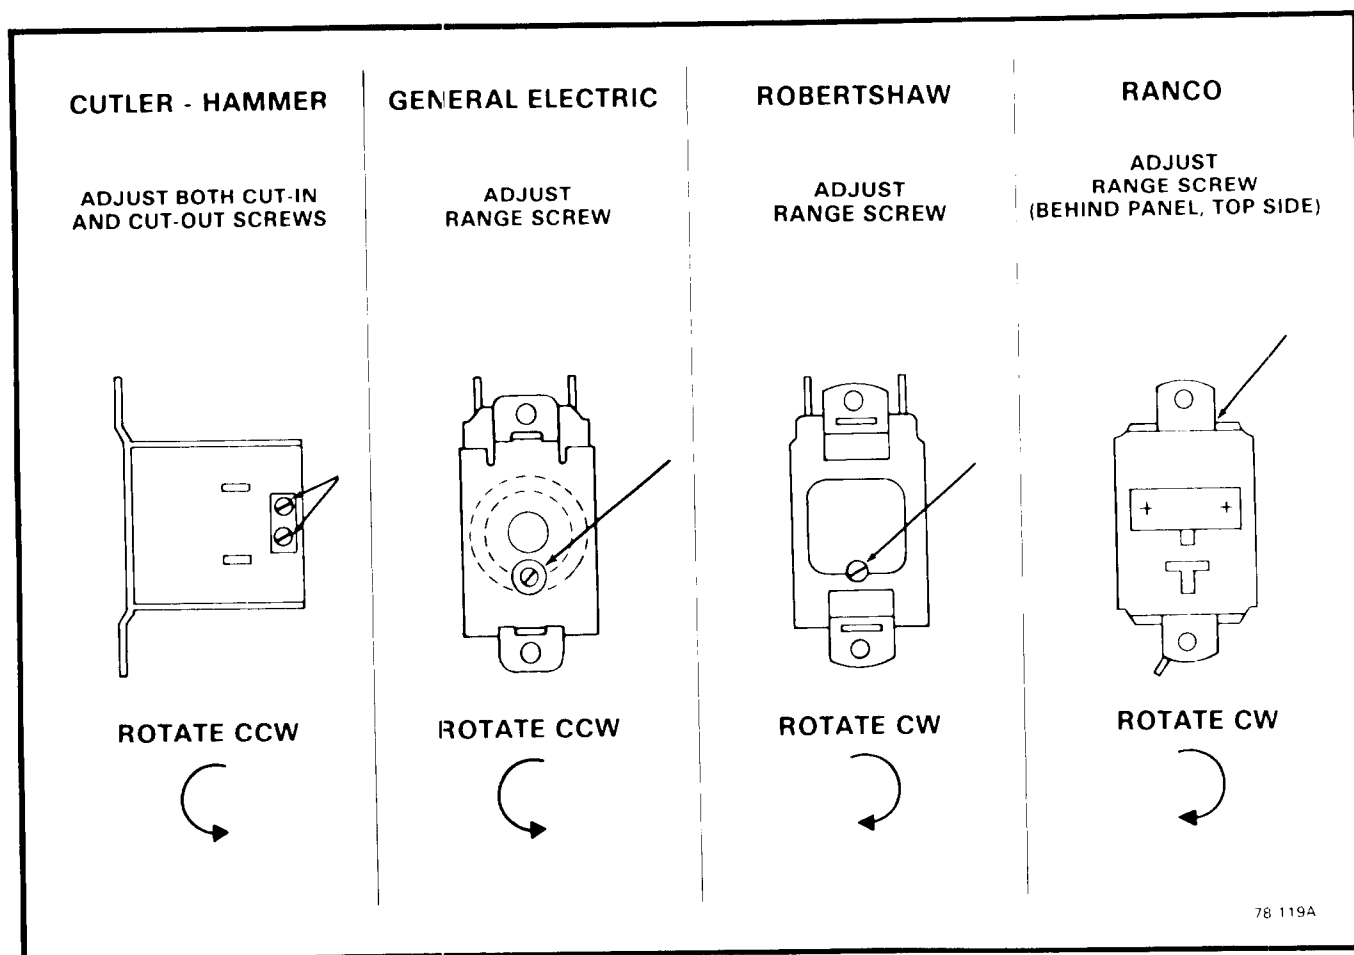 CUTLER - HAMMER
ADJUST BOTH CUT-IN
AND CUT-OUT SCREWS
ROTATE CCW
GENERAL ELECTRIC
ADJUST
RANGE SCREW
ROTATE CCW
ROBERTSHAW
ADJUST
RANGE SCREW
ROTATE CW
RANCO
ADJUST
RANGE SCREW
(BEHIND PANEL, TOP SIDE)
ROTATE CW
78 119A